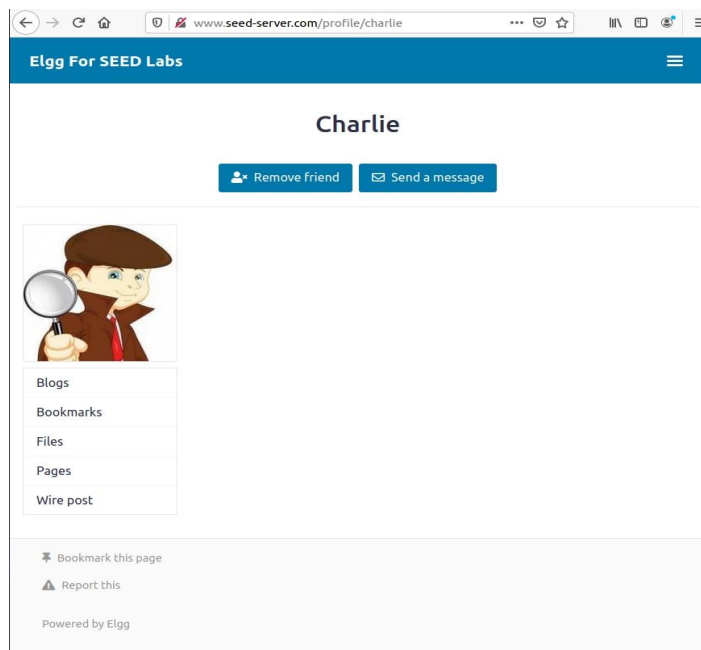 www.seed-server.com/profile/charlie
Elgg For SEED Labs
Charlie
Remove friend Send a message
Blogs
Bookmarks
Files
Pages
Wire post
Bookmark this page
Report this
Powered by Elgg